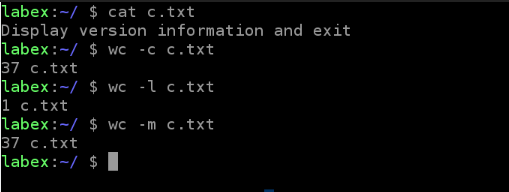 labex:~/ $ cat c.txt
Display version information and exit
labex:~/ $ wc -c c.txt
37 c.txt
labex:~/ $ wc -l c.txt
1 c.txt
labex:~/ $ wc -m c.txt
37 c.txt
labex:~/ $